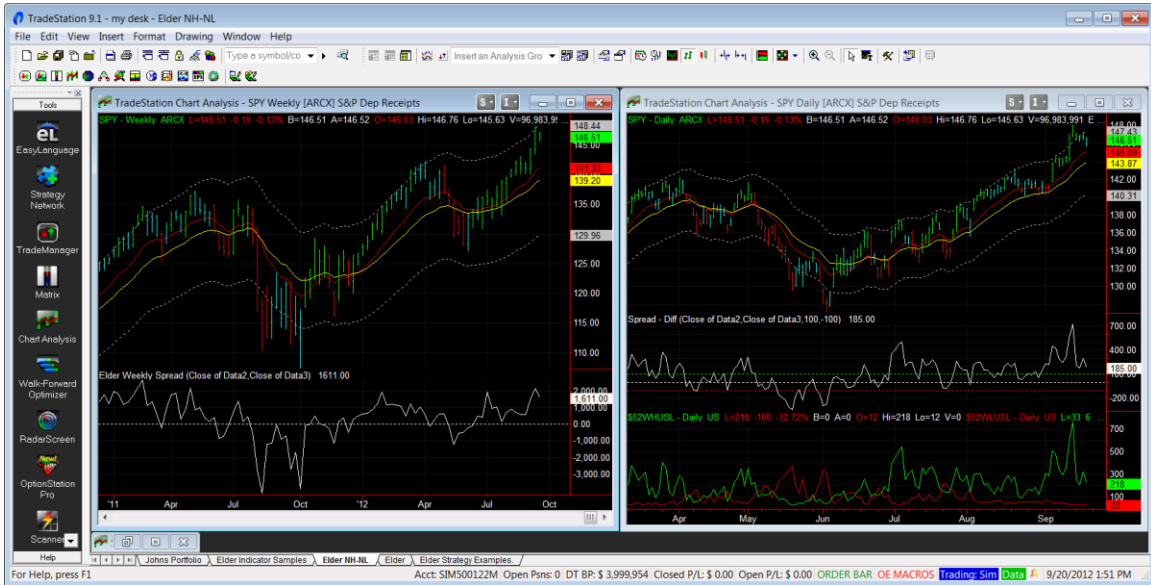 TradeStation 9.1 - my desk - Elder NH-NL
File Edit View Insert Format Drawing Window Help
Type a symbol/co
Insert an Analysis Gro
Tools
EasyLanguage
Strategy
Network
TradeManager
Matrix
Chart Analysis
Walk-Forward
Optimizer
RadarScreen
New!
OptionStation
Pro
Scanner
Help
TradeStation Chart Analysis - SPY Weekly [ARCX] S&P Dep Receipts
S I
SPY - Weekly ARCX L=146.51 -0.19 -0.13% B=146.51 A=146.52 O=146.03 Hi=146.76 Lo=145.63 V=96,983,9
148.44
146.51
145.00
141.33
139.20
135.00
129.96
125.00
120.00
115.00
110.00
Elder Weekly Spread (Close of Data2,Close of Data3) 1611.00
2,000.00
1,611.00
1,000.00
0.00
-1,000.00
-2,000.00
-3,000.00
'11 Apr Jul Oct '12 Apr Jul Oct
TradeStation Chart Analysis - SPY Daily [ARCX] S&P Dep Receipts
S I
SPY - Daily ARCX L=146.51 -0.19 -0.13% B=146.51 A=146.52 O=146.03 Hi=146.76 Lo=145.63 V=96,983,991 E ...
148.00
147.43
146.51
145.09
143.87
142.00
140.31
138.00
136.00
134.00
132.00
130.00
Spread - Diff (Close of Data2,Close of Data3,100,-100) 185.00
700.00
400.00
185.00
100.00
-200.00
$52WHUSL - Daily US L=218 -106 -32.72% B=0 A=0 O=12 Hi=218 Lo=12 V=0 $52WLUSL - Daily US L=33 6 ...
700
500
300
218
100
33
Apr May Jun Jul Aug Sep
Johns Portfolio Elder Indicator Samples Elder NH-NL Elder Elder Strategy Examples.
For Help, press F1
Acct: SIM500122M Open Psns: 0 DT BP: $ 3,999,954 Closed P/L: $ 0.00 Open P/L: $ 0.00 ORDER BAR OE MACROS Trading: Sim Data 9/20/2012 1:51 PM